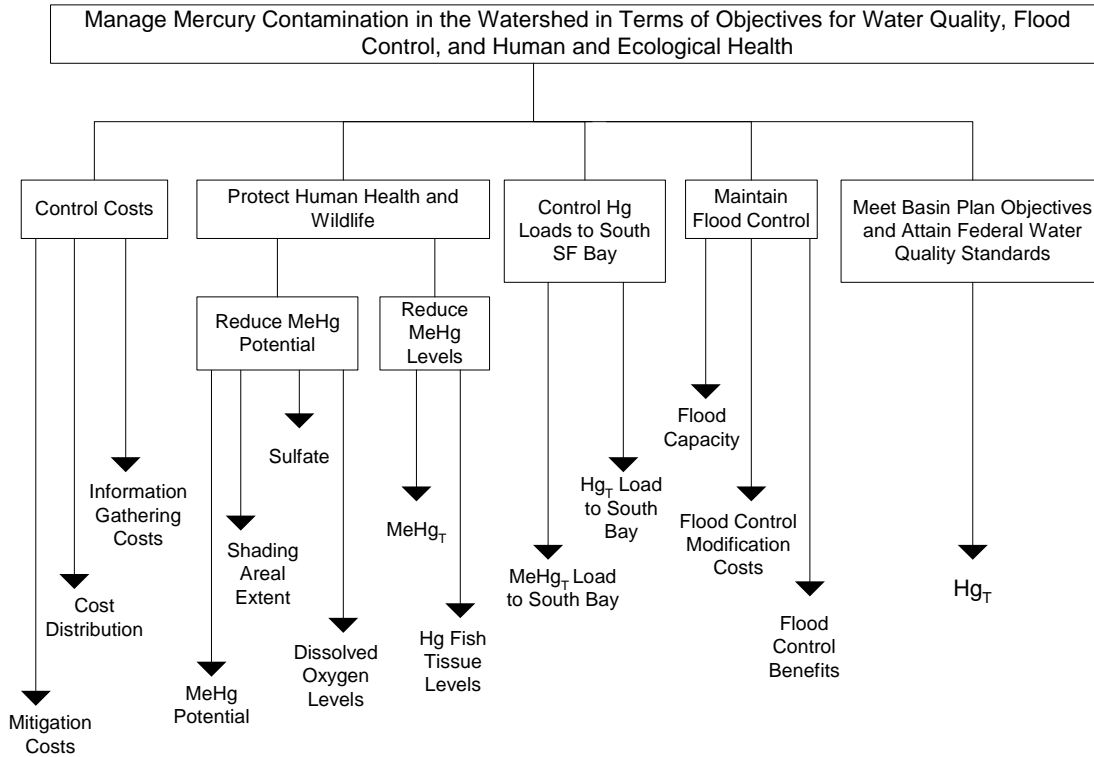 Manage Mercury Contamination in the Watershed in Terms of Objectives for Water Quality, Flood
Control, and Human and Ecological Health
Control Costs
Protect Human Health and
Wildlife
Control Hg
Loads to South
SF Bay
Maintain
Flood Control
Meet Basin Plan Objectives
and Attain Federal Water
Quality Standards
Reduce MeHg
Potential
Reduce
MeHg
Levels
Mitigation
Costs
Cost
Distribution
Information
Gathering
Costs
MeHg
Potential
Shading
Areal
Extent
Sulfate
Dissolved
Oxygen
Levels
MeHgT
Hg Fish
Tissue
Levels
MeHgT Load
to South Bay
HgT Load
to South
Bay
Flood
Capacity
Flood Control
Modification
Costs
Flood
Control
Benefits
HgT